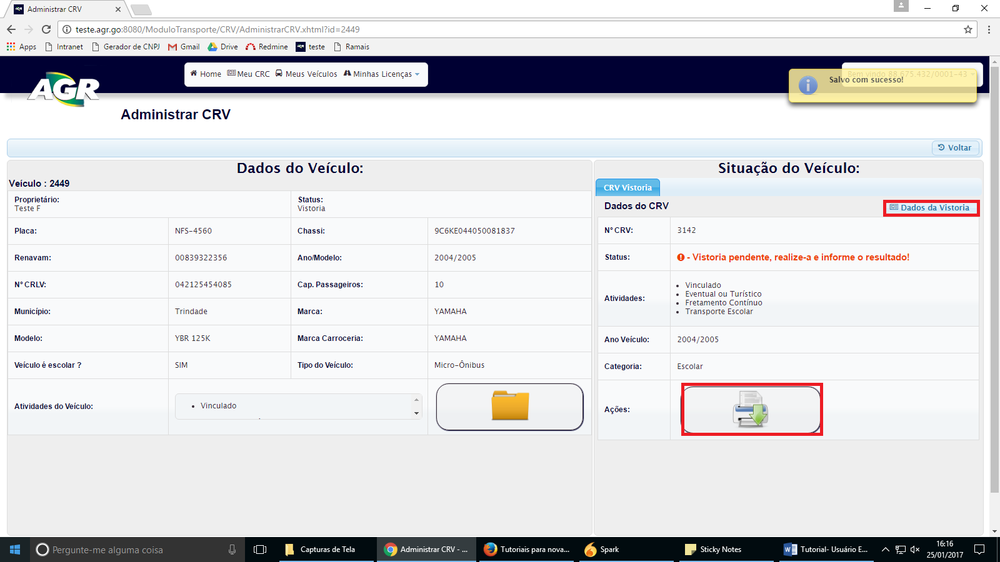 Administrar CRV
teste.agr.go:8080/ModuloTransporte/CRV/AdministrarCRV.xhtml?id=2449
Apps Intranet Gerador de CNPJ Gmail Drive Redmine teste Ramais
AGR
Home Meu CRC Meus Veículos Minhas Licenças
Bem vindo 88.675.432/0001-43
Salvo com sucesso!
Administrar CRV
Voltar
Dados do Veículo:
Veículo : 2449
Proprietário:
Teste F
Status:
Vistoria
Placa: NFS-4560 Chassi: 9C6KE044050081837
Renavam: 00839322356 Ano/Modelo: 2004/2005
Nº CRLV: 042125454085 Cap. Passageiros: 10
Município: Trindade Marca: YAMAHA
Modelo: YBR 125K Marca Carroceria: YAMAHA
Veículo é escolar ? SIM Tipo do Veículo: Micro-Ônibus
Atividades do Veículo: • Vinculado
Situação do Veículo:
CRV Vistoria
Dados do CRV Dados da Vistoria
Nº CRV: 3142
Status: - Vistoria pendente, realize-a e informe o resultado!
Atividades:
• Vinculado
• Eventual ou Turístico
• Fretamento Contínuo
• Transporte Escolar
Ano Veículo: 2004/2005
Categoria: Escolar
Ações:
Pergunte-me alguma coisa
Capturas de Tela
Administrar CRV - ...
Tutoriais para nova...
Spark
Sticky Notes
Tutorial- Usuário E...
16:16
25/01/2017